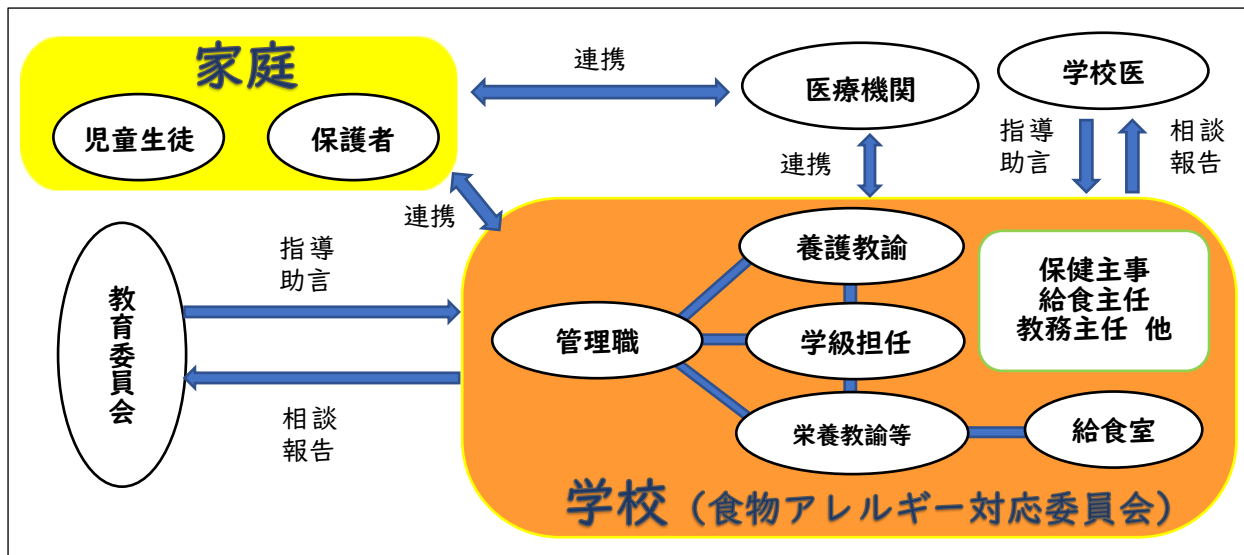 家庭
児童生徒
保護者
連携
医療機関
学校医
連携
指導
助言
相談
報告
連携
教育委員会
指導
助言
相談
報告
養護教諭
管理職
学級担任
栄養教諭等
給食室
保健主事
給食主任
教務主任 他
学校（食物アレルギー対応委員会）